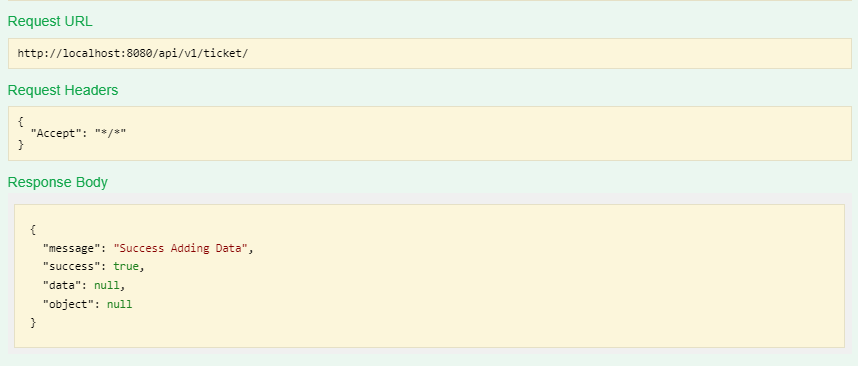 Request URL
http://localhost:8080/api/v1/ticket/
Request Headers
{
"Accept": "*/*"
}
Response Body
{
"message": "Success Adding Data",
"success": true,
"data": null,
"object": null
}